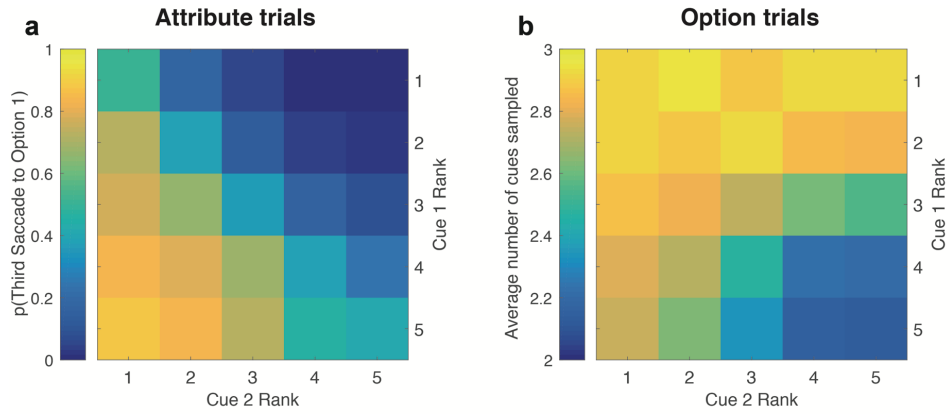 a
Attribute trials
p(Third Saccade to Option 1)
1
0.8
0.6
0.4
0.2
0
1 2 3 4 5
Cue 2 Rank
1
2
3
4
5
Cue 1 Rank
b
Option trials
Average number of cues sampled
3
2.8
2.6
2.4
2.2
2
1 2 3 4 5
Cue 2 Rank
1
2
3
4
5
Cue 1 Rank